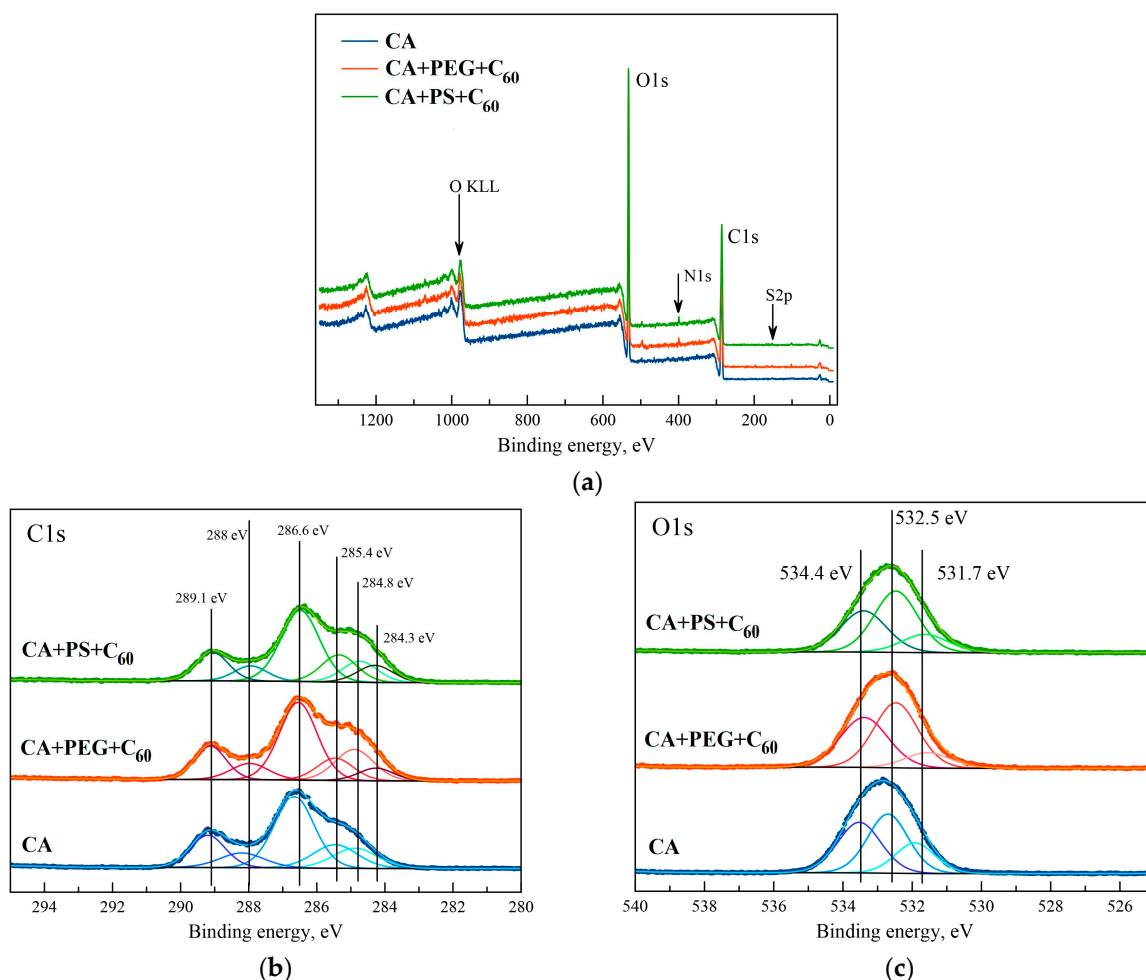 CA
CA+PEG+C60
CA+PS+C60
O1s
O KLL
C1s
N1s
S2p
1200 1000 800 600 400 200 0
Binding energy, eV
(a)
C1s
289.1 eV
288 eV
286.6 eV
285.4 eV
284.8 eV
284.3 eV
CA+PS+C60
CA+PEG+C60
CA
294 292 290 288 286 284 282 280
Binding energy, eV
(b)
O1s
534.4 eV
532.5 eV
531.7 eV
CA+PS+C60
CA+PEG+C60
CA
540 538 536 534 532 530 528 526
Binding energy, eV
(c)